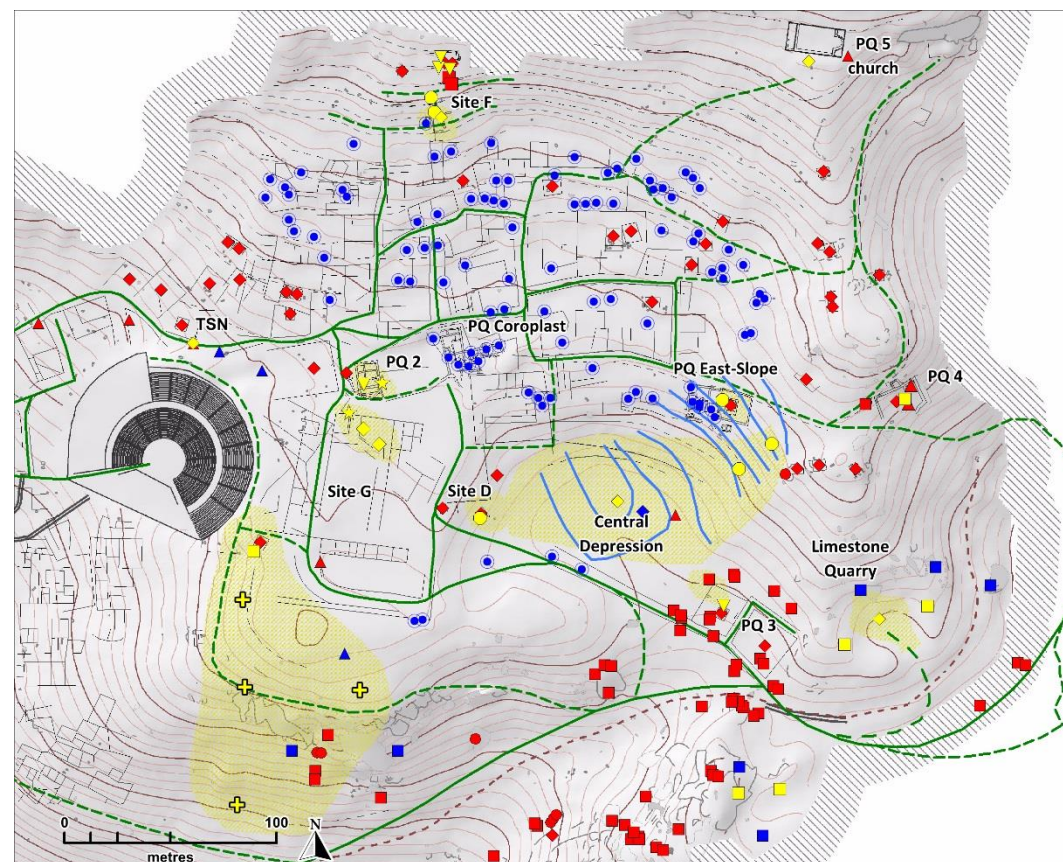 PQ 5
church
Site F
TSN
PQ Coroplast
PQ 2
PQ East-Slope
PQ 4
Site G
Site D
Central
Depression
Limestone
Quarry
PQ 3
0
100
metres
N